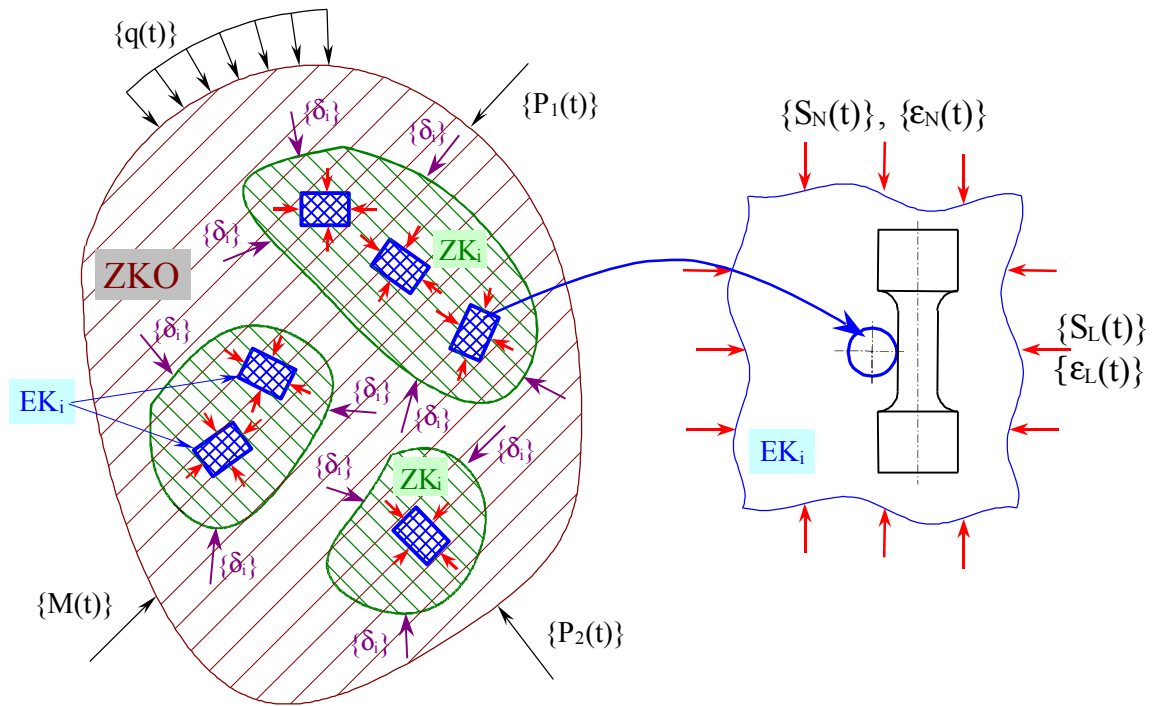 {q(t)}
{P₁(t)}
{δᵢ}
{δᵢ}
{S_N(t)}, {ε_N(t)}
{δᵢ}
ZKᵢ
ZKO
{δᵢ}
{S_L(t)}
{ε_L(t)}
EKᵢ
{δᵢ}
{δᵢ}
{δᵢ}
{δᵢ}
ZKᵢ
EKᵢ
{δᵢ}
{M(t)}
{P₂(t)}
{δᵢ}